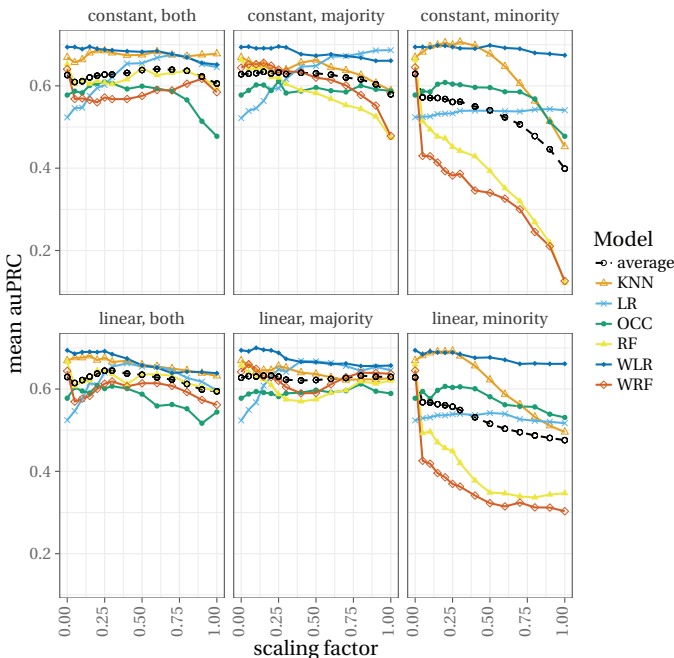 constant, both
constant, majority
constant, minority
0.6
0.4
0.2
linear, both
linear, majority
linear, minority
0.6
0.4
0.2
mean auPRC
0.00
0.25
0.50
0.75
1.00
0.00
0.25
0.50
0.75
1.00
0.00
0.25
0.50
0.75
1.00
scaling factor
Model
average
KNN
LR
OCC
RF
WLR
WRF